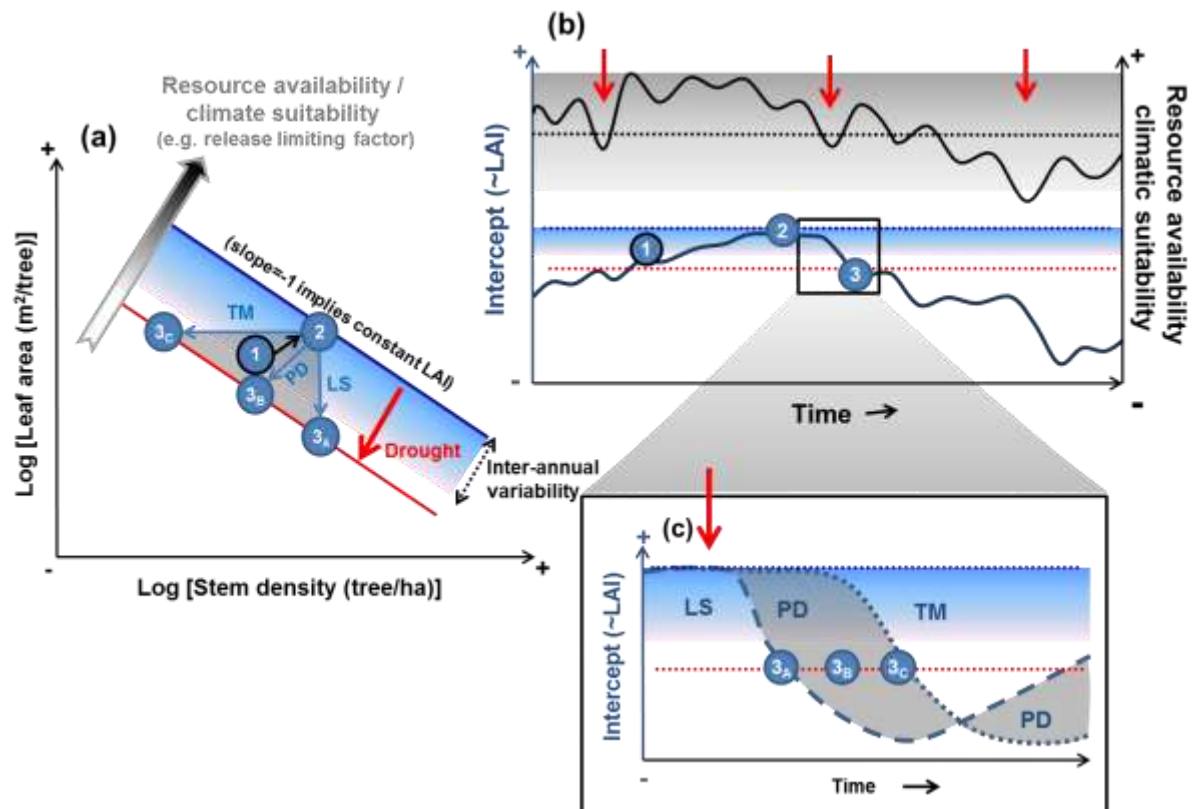 Resource availability /
climate suitability
(e.g. release limiting factor)
(a)
+
Log [Leaf area (m²/tree)]
(slope=-1 implies constant LAI)
TM
3C
1
2
PD
LS
3B
3A
Drought
Inter-annual
variability
-
+
Log [Stem density (tree/ha)]
(b)
+
+
Intercept (~LAI)
Resource availability
climatic suitability
1
2
3
-
-
Time
(c)
+
Intercept (~LAI)
LS
PD
TM
3A
3B
3C
PD
-
Time